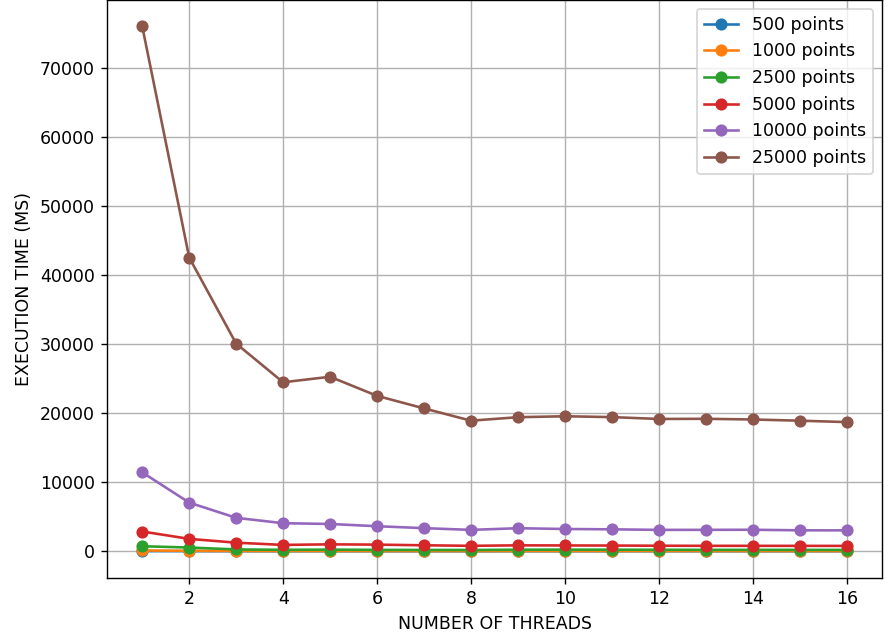 500 points
1000 points
2500 points
5000 points
10000 points
25000 points
70000
60000
50000
40000
30000
20000
10000
0
EXECUTION TIME (MS)
2 4 6 8 10 12 14 16
NUMBER OF THREADS